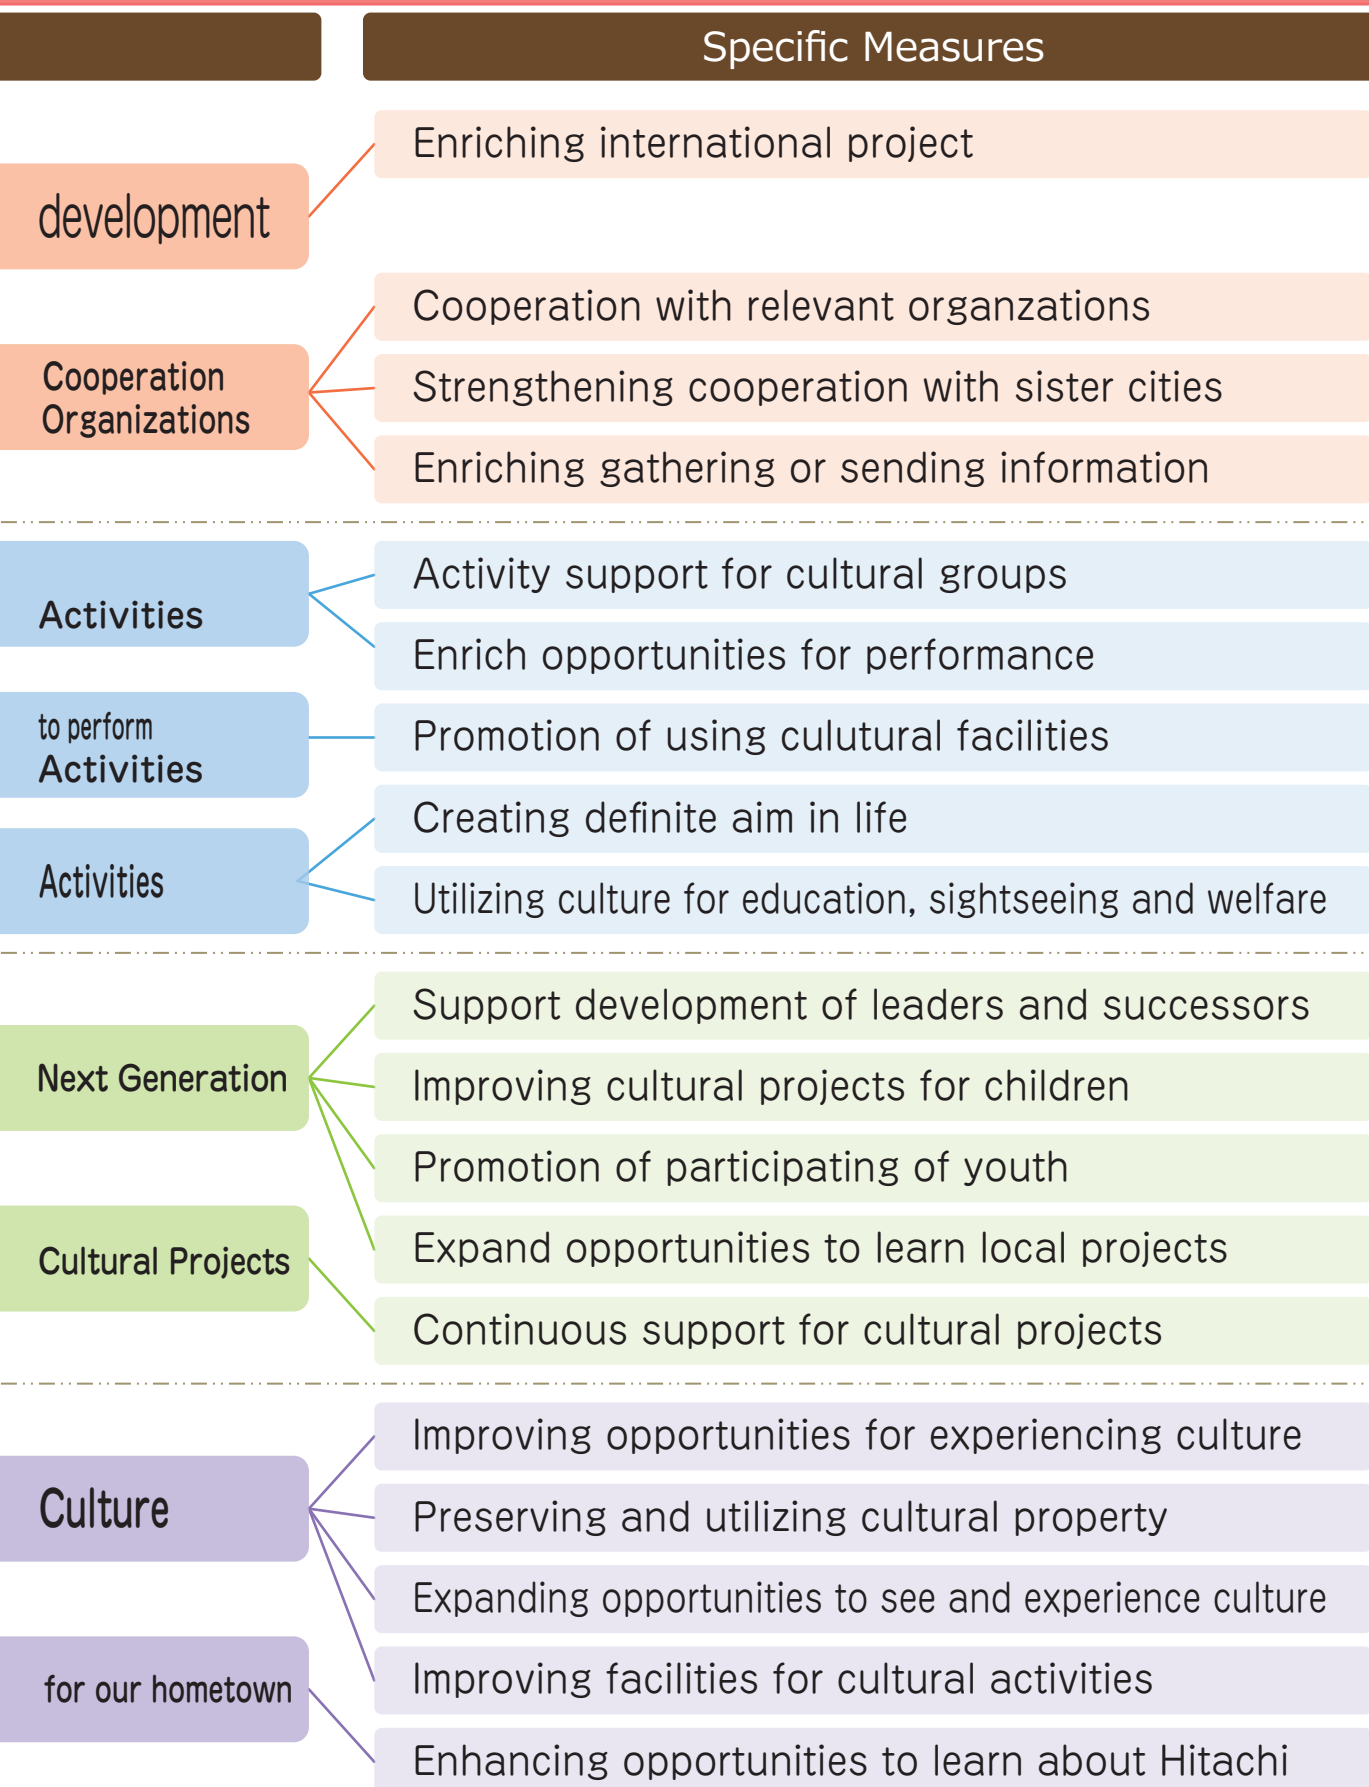 Specific Measures
Enriching international project
development
Cooperation with relevant organzations
Cooperation
Organizations
Strengthening cooperation with sister cities
Enriching gathering or sending information
Activity support for cultural groups
Activities
Enrich opportunities for performance
to perform
Activities
Promotion of using culutural facilities
Creating definite aim in life
Activities
Utilizing culture for education, sightseeing and welfare
Support development of leaders and successors
Next Generation
Improving cultural projects for children
Promotion of participating of youth
Cultural Projects
Expand opportunities to learn local projects
Continuous support for cultural projects
Improving opportunities for experiencing culture
Culture
Preserving and utilizing cultural property
Expanding opportunities to see and experience culture
for our hometown
Improving facilities for cultural activities
Enhancing opportunities to learn about Hitachi